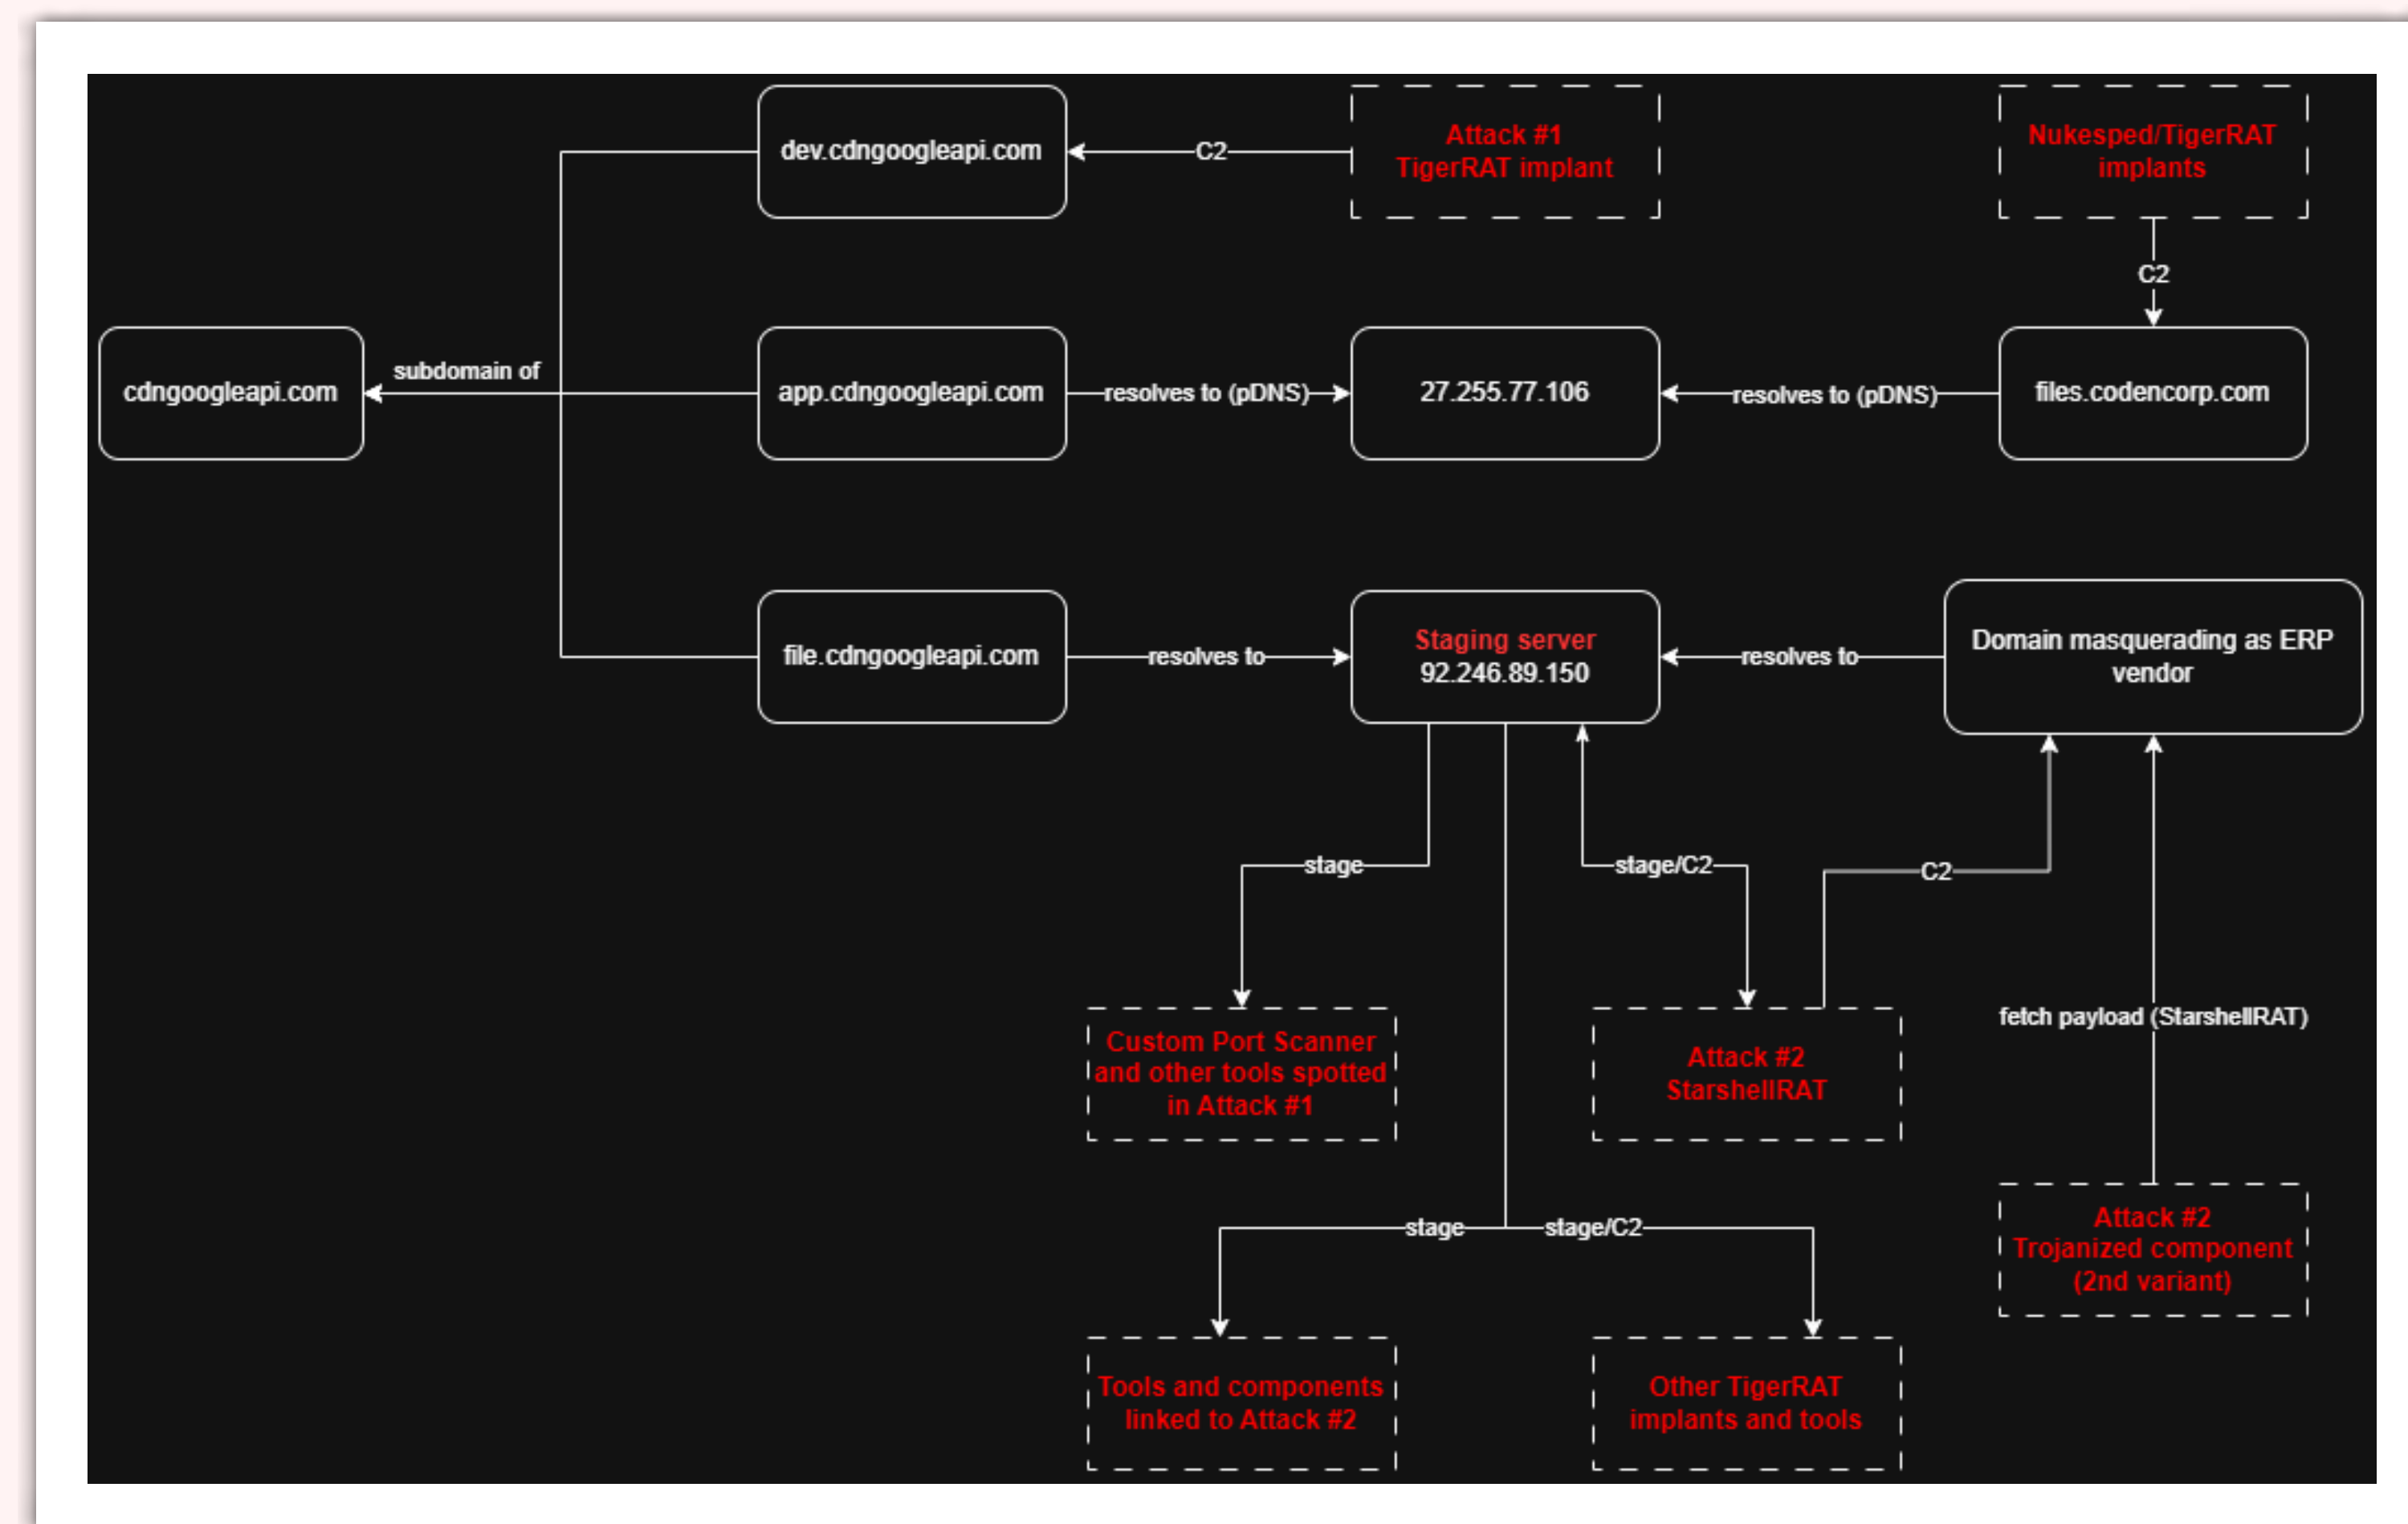 dev.cdngoogleapi.com
C2
Attack #1
TigerRAT implant
Nukesped/TigerRAT
implants
C2
cdngoogleapi.com
subdomain of
app.cdngoogleapi.com
resolves to (pDNS)
27.255.77.106
resolves to (pDNS)
files.codencorp.com
file.cdngoogleapi.com
resolves to
Staging server
92.246.89.150
resolves to
Domain masquerading as ERP
vendor
stage
stage/C2
C2
Custom Port Scanner
and other tools spotted
in Attack #1
Attack #2
StarshellRAT
fetch payload (StarshellRAT)
stage
stage/C2
Attack #2
Trojanized component
(2nd variant)
Tools and components
linked to Attack #2
Other TigerRAT
implants and tools